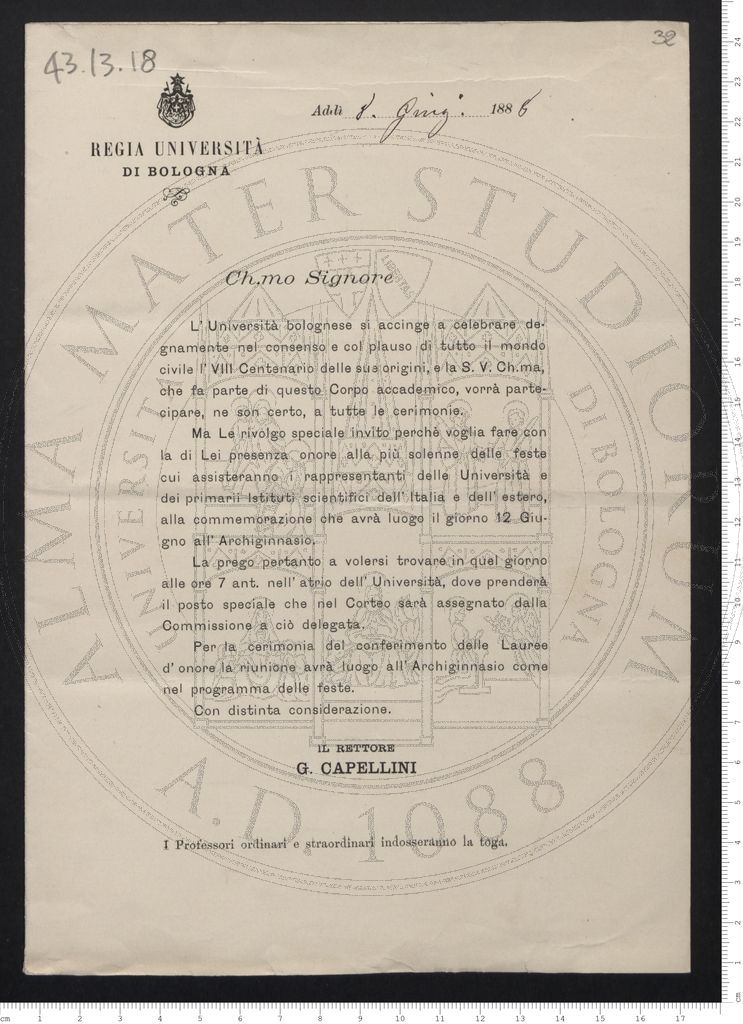 43.13.18
32
Addì 8. Giug. 1888
REGIA UNIVERSITÀ
DI BOLOGNA
Ch.mo Signore
L'Università bolognese si accinge a celebrare de-
gnamente nel consenso e col plauso di tutto il mondo
civile l'VIII Centenario delle sue origini, e la S. V. Ch.ma,
che fa parte di questo Corpo accademico, vorrà parte-
cipare, ne son certo, a tutte le cerimonie.
Ma Le rivolgo speciale invito perchè voglia fare con
la di Lei presenza onore alla più solenne delle feste
cui assisteranno i rappresentanti delle Università e
dei primarii Istituti scientifici dell'Italia e dell'estero,
alla commemorazione che avrà luogo il giorno 12 Giu-
gno all'Archiginnasio.
La prego pertanto a volersi trovare in quel giorno
alle ore 7 ant. nell'atrio dell'Università, dove prenderà
il posto speciale che nel Corteo sarà assegnato dalla
Commissione a ciò delegata.
Per la cerimonia del conferimento delle Lauree
d'onore la riunione avrà luogo all'Archiginnasio come
nel programma delle feste.
Con distinta considerazione.
IL RETTORE
G. CAPELLINI
I Professori ordinari e straordinari indosseranno la toga.
ALMA MATER STUDIORUM
UNIVERSITÀ DI BOLOGNA
LIBERTAS
A.D. 1088